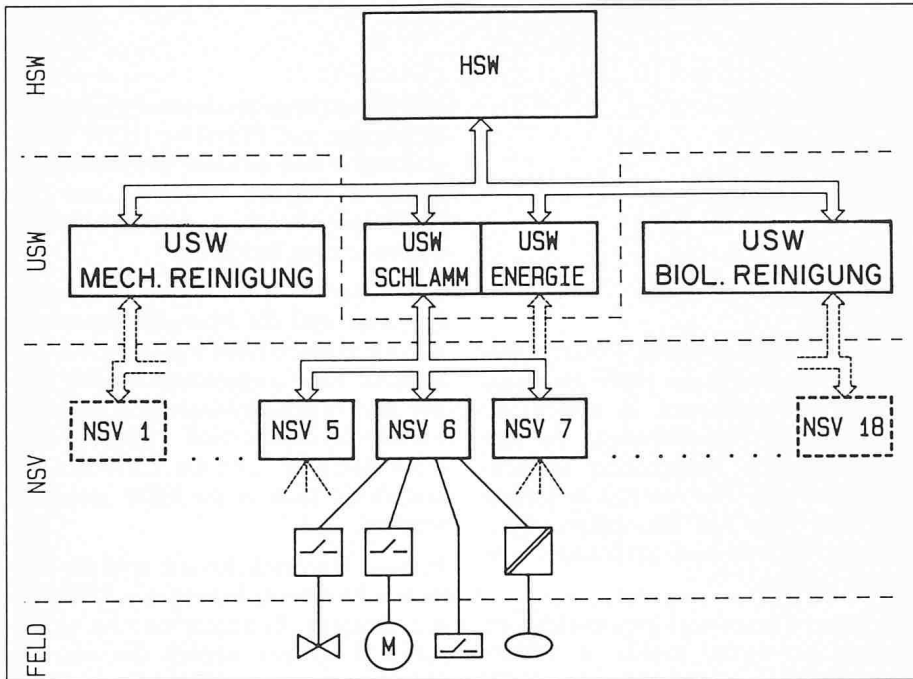 HSW
HSW
USW
USW
MECH. REINIGUNG
USW
SCHLAMM
USW
ENERGIE
USW
BIOL. REINIGUNG
NSV
NSV 1
NSV 5
NSV 6
NSV 7
NSV 18
FELD
M